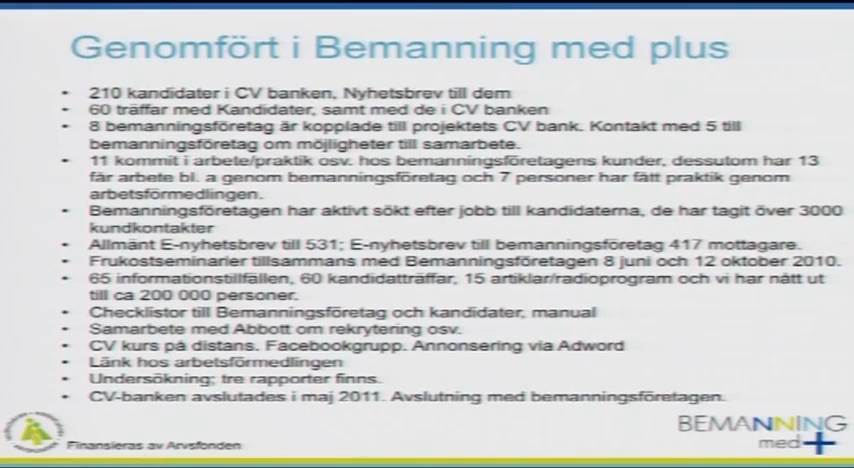 Genomfört i Bemanning med plus
• 210 kandidater i CV banken, Nyhetsbrev till dem
• 60 träffar med Kandidater, samt med de i CV banken
• 8 bemanningsföretag är kopplade till projektets CV bank. Kontakt med 5 till
bemanningsföretag om möjligheter till samarbete.
• 11 kommit i arbete/praktik osv. hos bemanningsföretagens kunder, dessutom har 13
får arbete bl. a genom bemanningsföretag och 7 personer har fått praktik genom
arbetsförmedlingen.
• Bemanningsföretagen har aktivt sökt efter jobb till kandidaterna, de har tagit över 3000
kundkontakter
• Allmänt E-nyhetsbrev till 531; E-nyhetsbrev till bemanningsföretag 417 mottagare.
• Frukostseminarier tillsammans med Bemanningsföretagen 8 juni och 12 oktober 2010.
• 65 informationstillfällen, 60 kandidatträffar, 15 artiklar/radioprogram och vi har nått ut
till ca 200 000 personer.
• Checklistor till Bemanningsföretag och kandidater, manual
• Samarbete med Abbott om rekrytering osv.
• CV kurs på distans. Facebookgrupp. Annonsering via Adword
• Länk hos arbetsförmedlingen
• Undersökning; tre rapporter finns.
• CV-banken avslutades i maj 2011. Avslutning med bemanningsföretagen.
Finansieras av Arvsfonden
BEMANNING
med